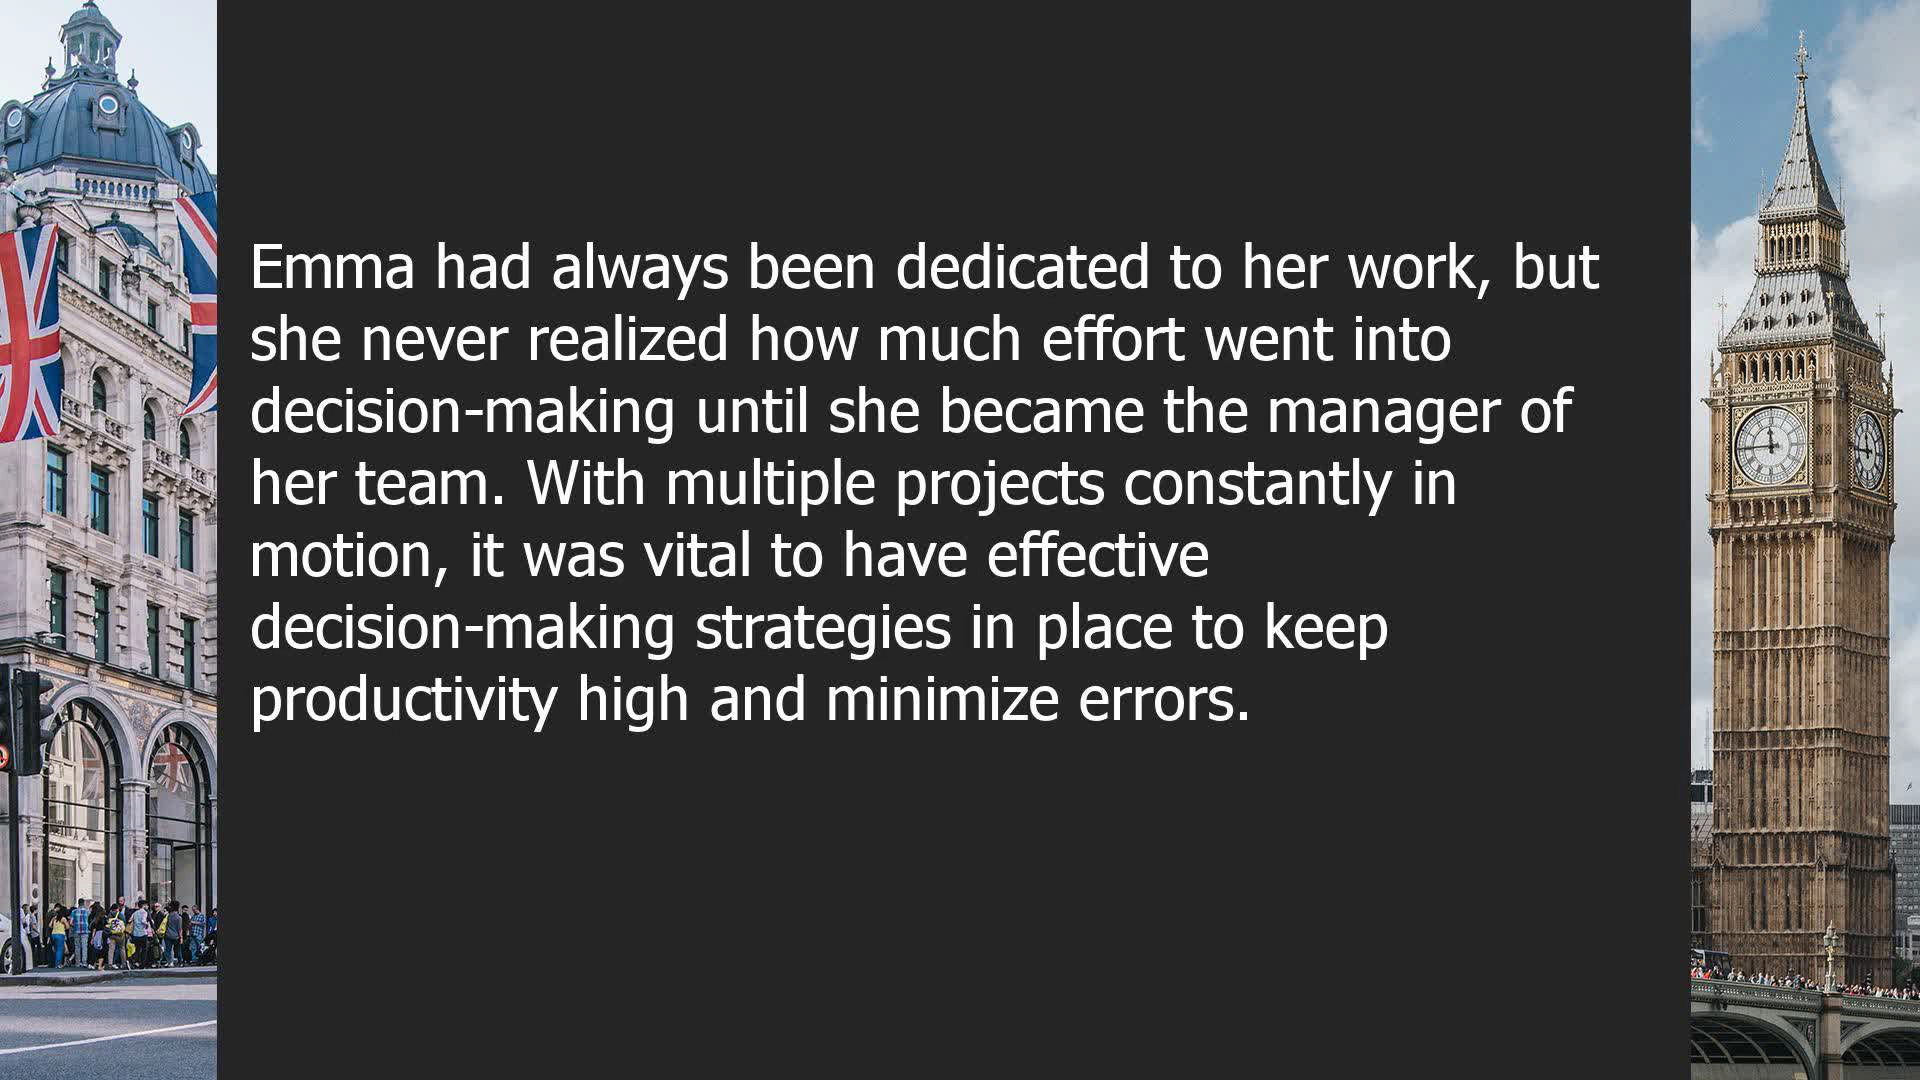 Emma had always been dedicated to her work, but
she never realized how much effort went into
decision-making until she became the manager of
her team. With multiple projects constantly in
motion, it was vital to have effective
decision-making strategies in place to keep
productivity high and minimize errors.